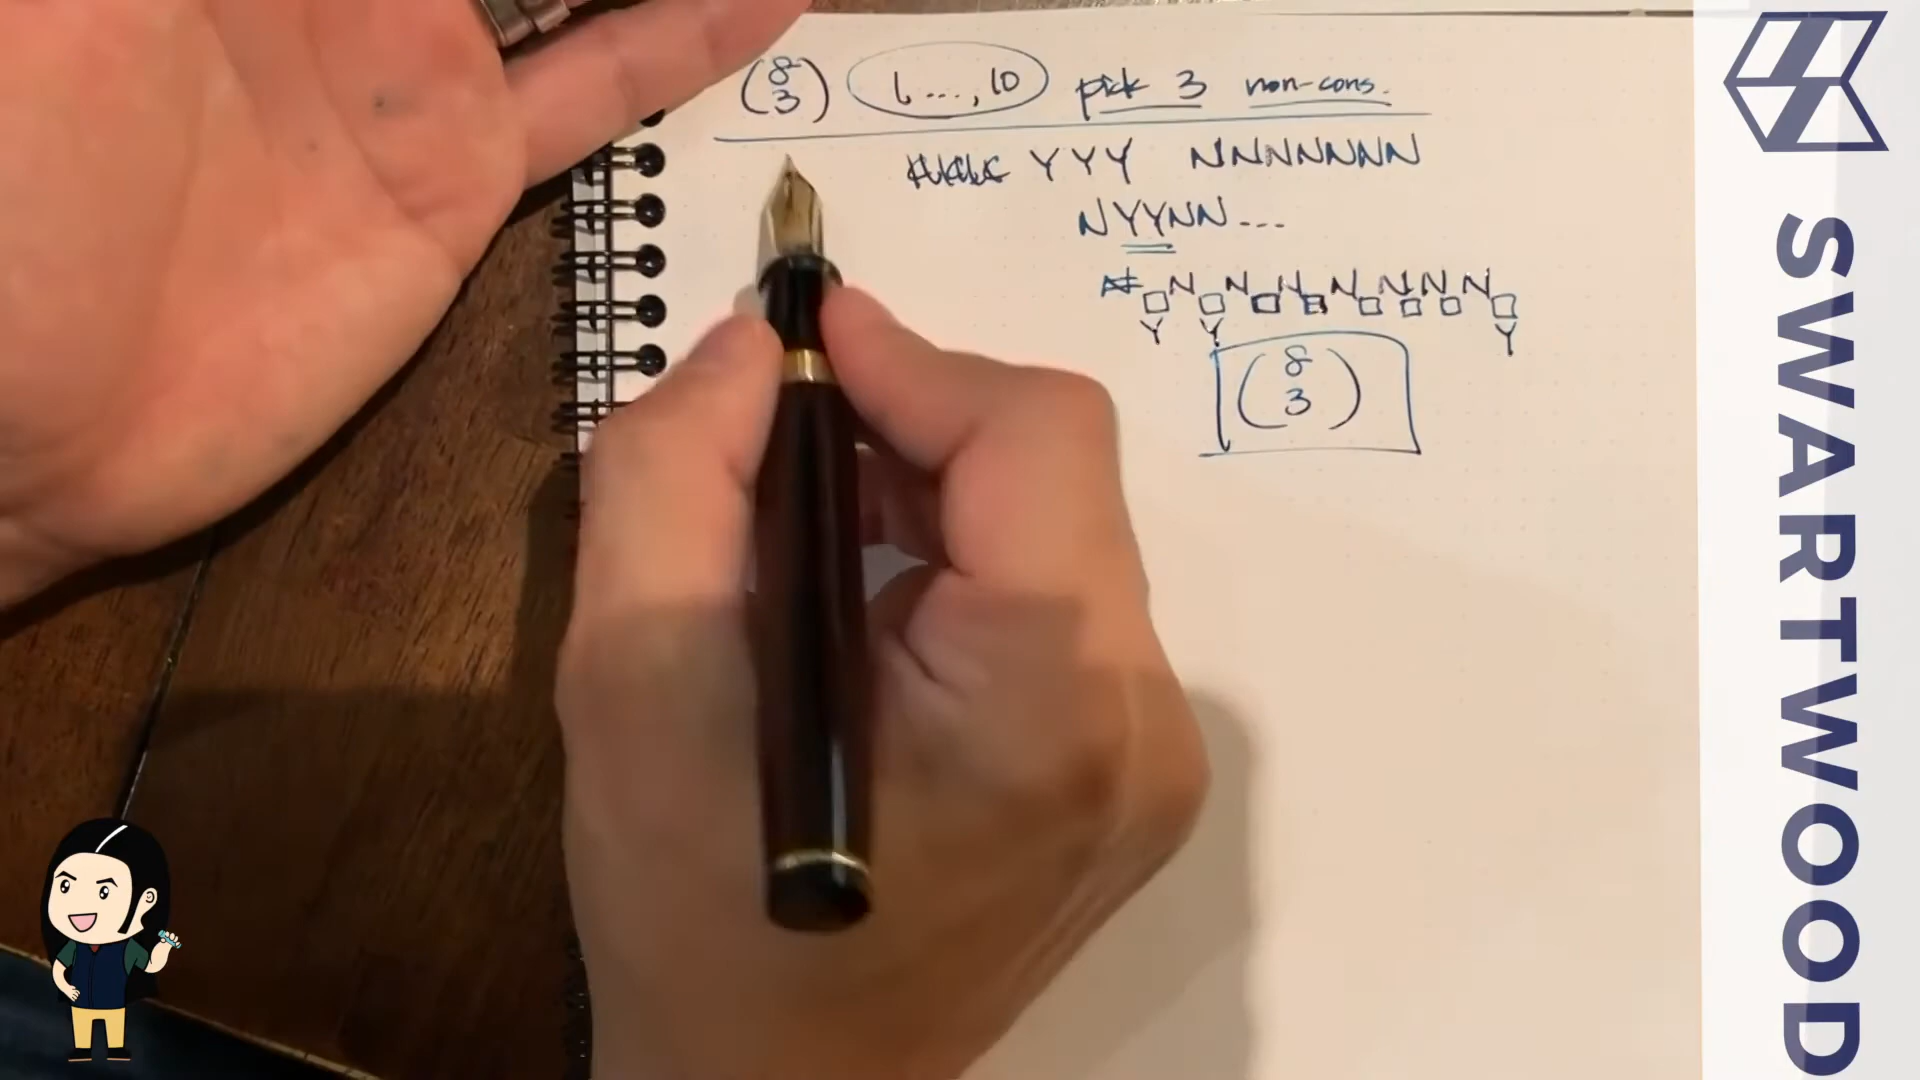 (8 3) 1, ..., 10 pick 3 non-cons.
YYY NNNNNNN
NYYNN...
N N N N N N N N
Y Y Y
(8 3)
SWARTWOOD